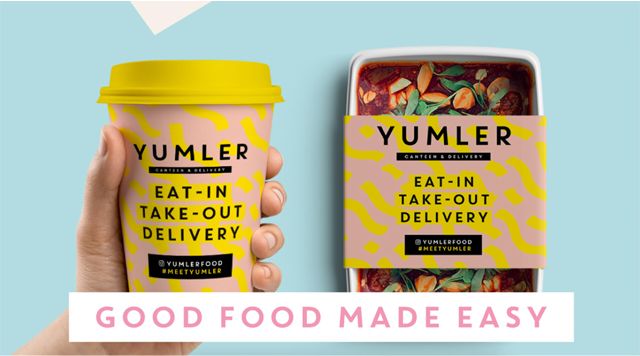 YUMLER
CANTEEN & DELIVERY
EAT-IN
TAKE-OUT
DELIVERY
YUMLERFOOD
#MEETYUMLER
YUMLER
CANTEEN & DELIVERY
EAT-IN
TAKE-OUT
DELIVERY
YUMLERFOOD
#MEETYUMLER
GOOD FOOD MADE EASY